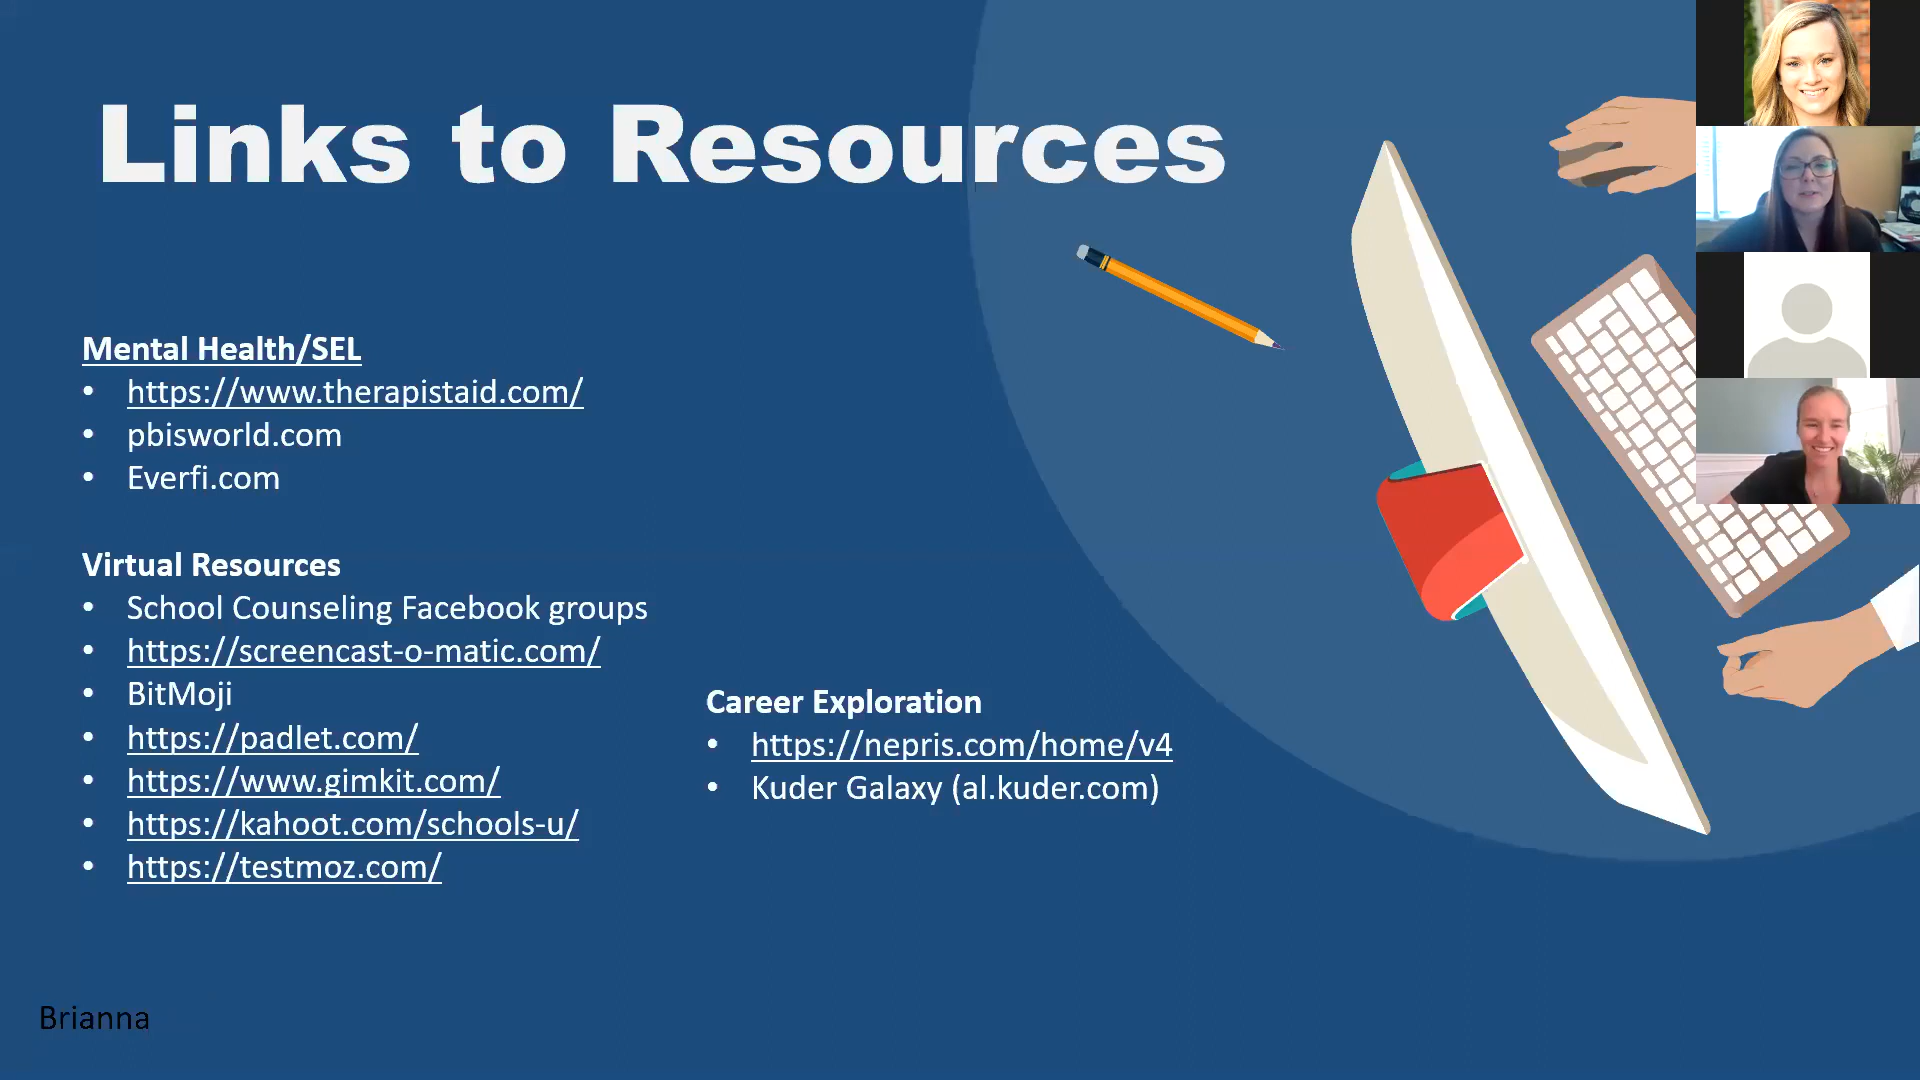 Links to Resources
Mental Health/SEL
• https://www.therapistaid.com/
• pbisworld.com
• Everfi.com
Virtual Resources
• School Counseling Facebook groups
• https://screencast-o-matic.com/
• BitMoji
• https://padlet.com/
• https://www.gimkit.com/
• https://kahoot.com/schools-u/
• https://testmoz.com/
Career Exploration
• https://nepris.com/home/v4
• Kuder Galaxy (al.kuder.com)
Brianna